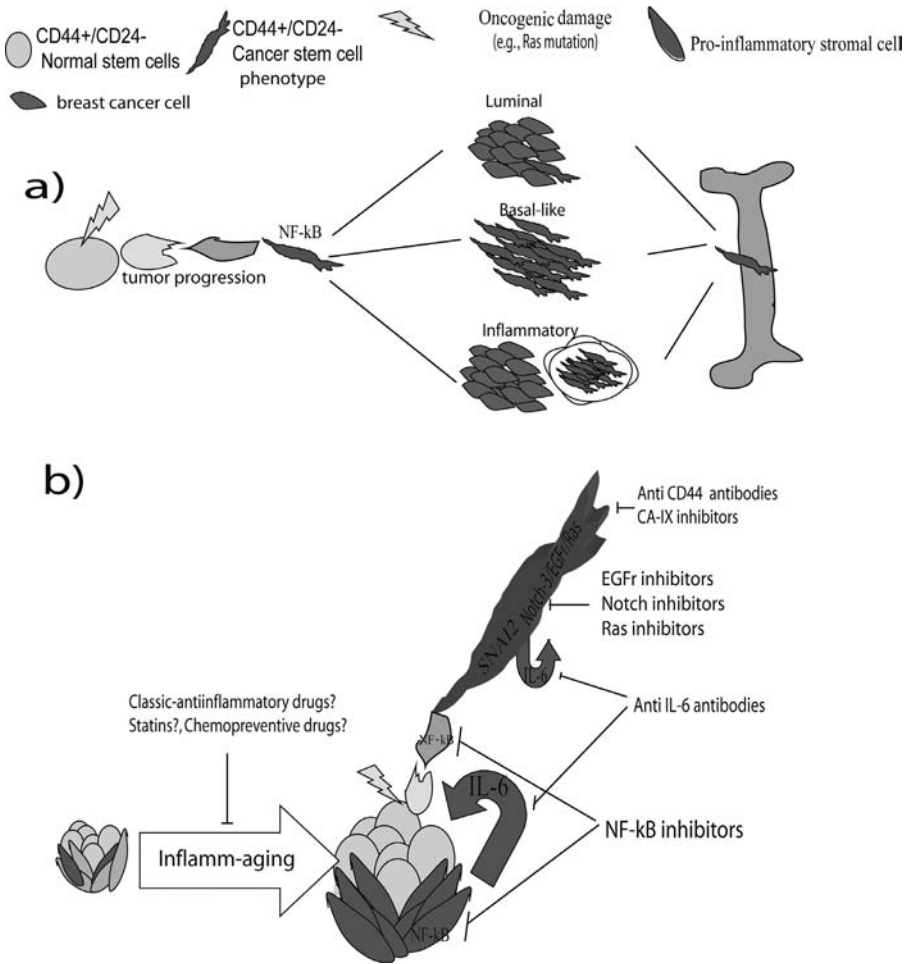 CD44+/CD24-
Normal stem cells
CD44+/CD24-
Cancer stem cell
phenotype
Oncogenic damage
(e.g., Ras mutation)
Pro-inflammatory stromal cell
breast cancer cell
a)
Luminal
NF-kB
Basal-like
tumor progression
Inflammatory
b)
Anti CD44 antibodies
CA-IX inhibitors
SNAI2 Notch-3/EGFr/Ras
EGFr inhibitors
Notch inhibitors
Ras inhibitors
IL-6
Classic-antiinflammatory drugs?
Statins?, Chemopreventive drugs?
Anti IL-6 antibodies
NF-kB
IL-6
NF-kB inhibitors
Inflamm-aging
NF-kB